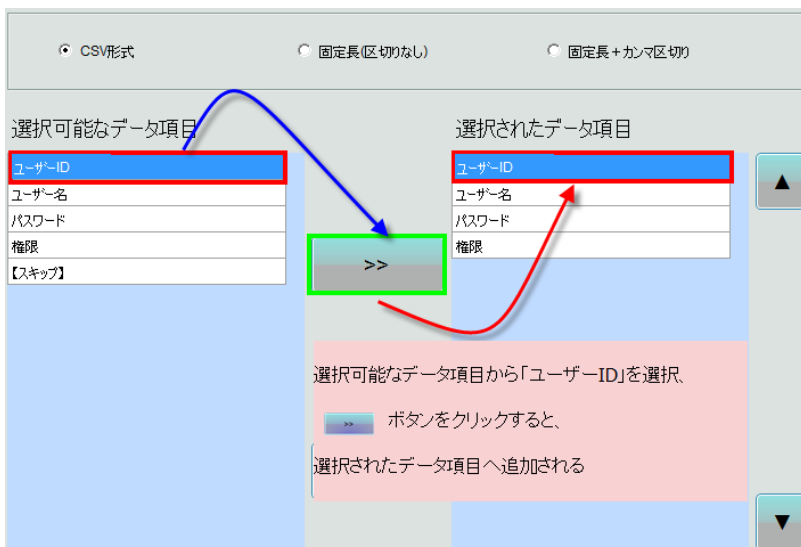 CSV形式 固定長(区切りなし) 固定長+カンマ区切り
選択可能なデータ項目 選択されたデータ項目
ユーザーID ユーザーID
ユーザー名 ユーザー名
パスワード パスワード
権限 権限
【スキップ】
>>
▲
選択可能なデータ項目から「ユーザーID」を選択、
>> ボタンをクリックすると、
選択されたデータ項目へ追加される
▼